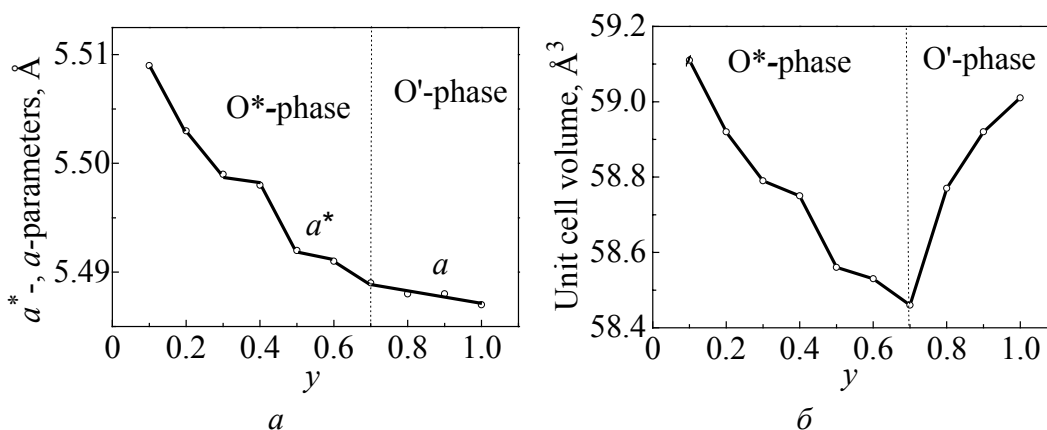 a* -, a-parameters, Å
5.51
5.50
5.49
O*-phase
O'-phase
a*
a
0 0.2 0.4 0.6 0.8 1.0
y
а
Unit cell volume, Å3
59.2
59.0
58.8
58.6
58.4
O*-phase
O'-phase
0 0.2 0.4 0.6 0.8 1.0
y
б